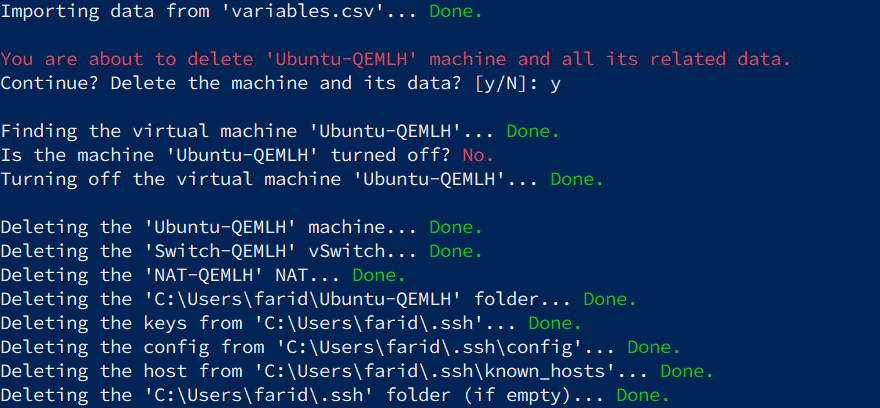 Importing data from 'variables.csv'... Done.
You are about to delete 'Ubuntu-QEMLH' machine and all its related data.
Continue? Delete the machine and its data? [y/N]: y
Finding the virtual machine 'Ubuntu-QEMLH'... Done.
Is the machine 'Ubuntu-QEMLH' turned off? No.
Turning off the virtual machine 'Ubuntu-QEMLH'... Done.
Deleting the 'Ubuntu-QEMLH' machine... Done.
Deleting the 'Switch-QEMLH' vSwitch... Done.
Deleting the 'NAT-QEMLH' NAT... Done.
Deleting the 'C:\Users\farid\Ubuntu-QEMLH' folder... Done.
Deleting the keys from 'C:\Users\farid\.ssh'... Done.
Deleting the config from 'C:\Users\farid\.ssh\config'... Done.
Deleting the host from 'C:\Users\farid\.ssh\known_hosts'... Done.
Deleting the 'C:\Users\farid\.ssh' folder (if empty)... Done.